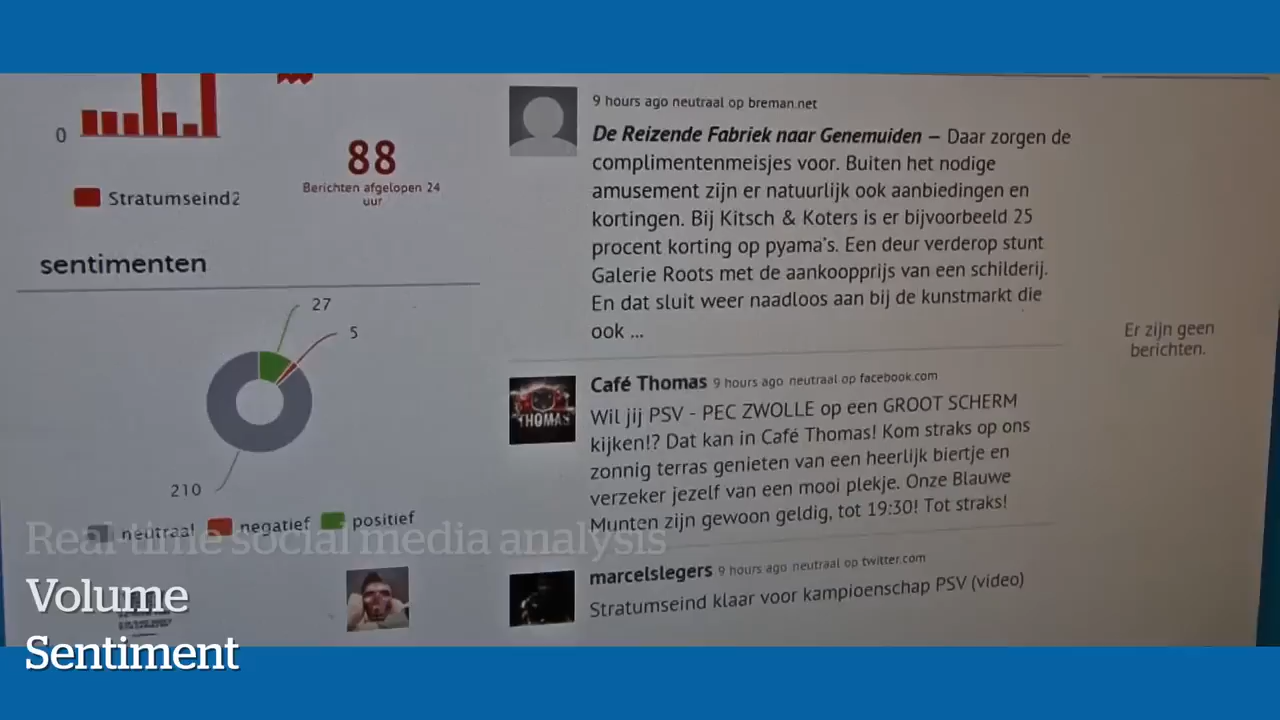 0
Stratumseind2
88
Berichten afgelopen 24
uur
sentimenten
27
5
210
neutraal
negatief
positief
9 hours ago neutraal op breman.net
De Reizende Fabriek naar Genemuiden — Daar zorgen de
complimentenmeisjes voor. Buiten het nodige
amusement zijn er natuurlijk ook aanbiedingen en
kortingen. Bij Kitsch & Koters is er bijvoorbeeld 25
procent korting op pyama's. Een deur verderop stunt
Galerie Roots met de aankoopprijs van een schilderij.
En dat sluit weer naadloos aan bij de kunstmarkt die
ook ...
THOMAS
Café Thomas 9 hours ago neutraal op facebook.com
Wil jij PSV - PEC ZWOLLE op een GROOT SCHERM
kijken!? Dat kan in Café Thomas! Kom straks op ons
zonnig terras genieten van een heerlijk biertje en
verzeker jezelf van een mooi plekje. Onze Blauwe
Munten zijn gewoon geldig, tot 19:30! Tot straks!
marcelslegers 9 hours ago neutraal op twitter.com
Stratumseind klaar voor kampioenschap PSV (video)
Er zijn geen
berichten.
Real-time social media analysis
Volume
Sentiment